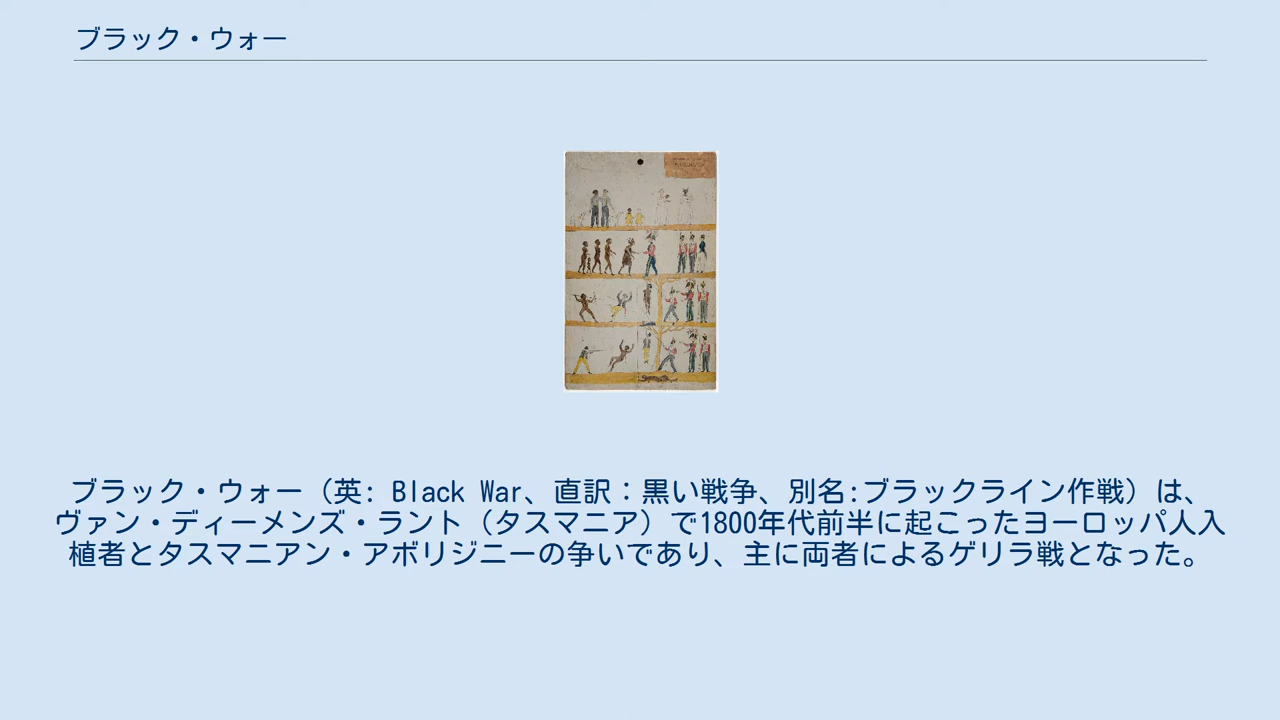 ブラック・ウォー
ブラック・ウォー（英: Black War、直訳：黒い戦争、別名:ブラックライン作戦）は、
ヴァン・ディーメンズ・ラント（タスマニア）で1800年代前半に起こったヨーロッパ人入
植者とタスマニアン・アボリジニーの争いであり、主に両者によるゲリラ戦となった。